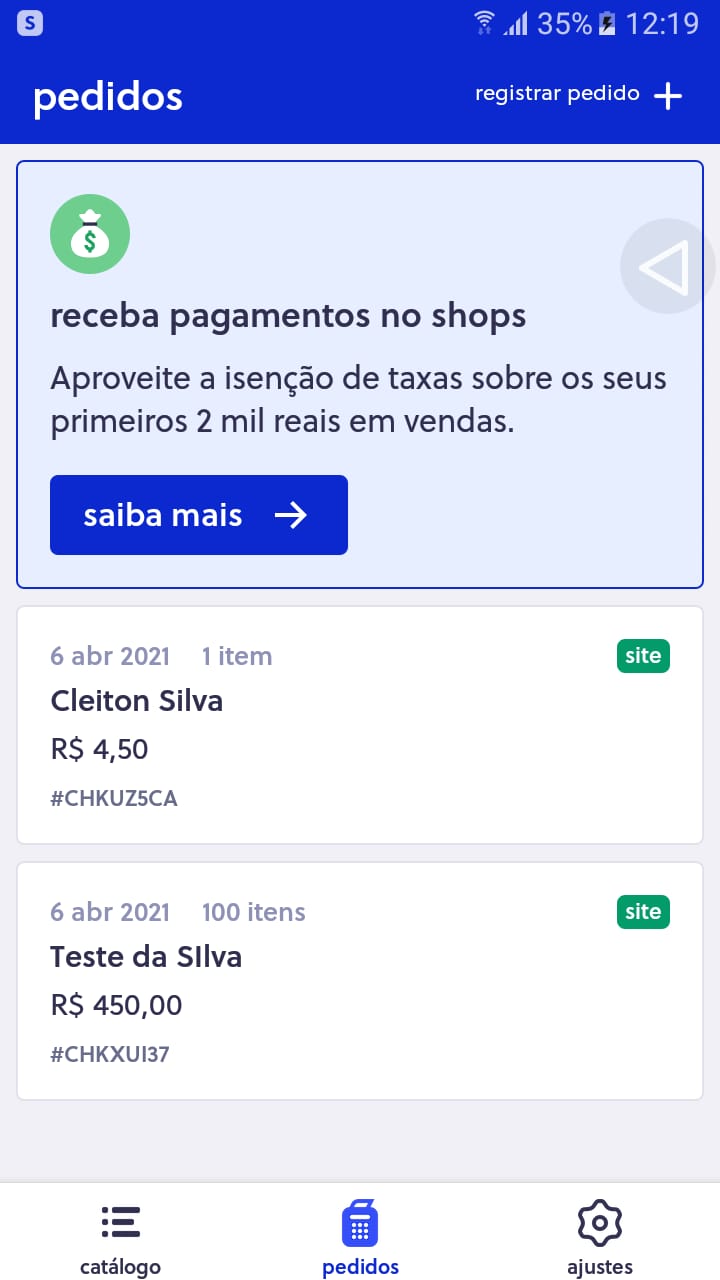 S 35% 12:19
pedidos registrar pedido
$
receba pagamentos no shops
Aproveite a isenção de taxas sobre os seus
primeiros 2 mil reais em vendas.
saiba mais
6 abr 2021 1 item site
Cleiton Silva
R$ 4,50
#CHKUZ5CA
6 abr 2021 100 itens site
Teste da SIlva
R$ 450,00
#CHKXUI37
catálogo pedidos ajustes